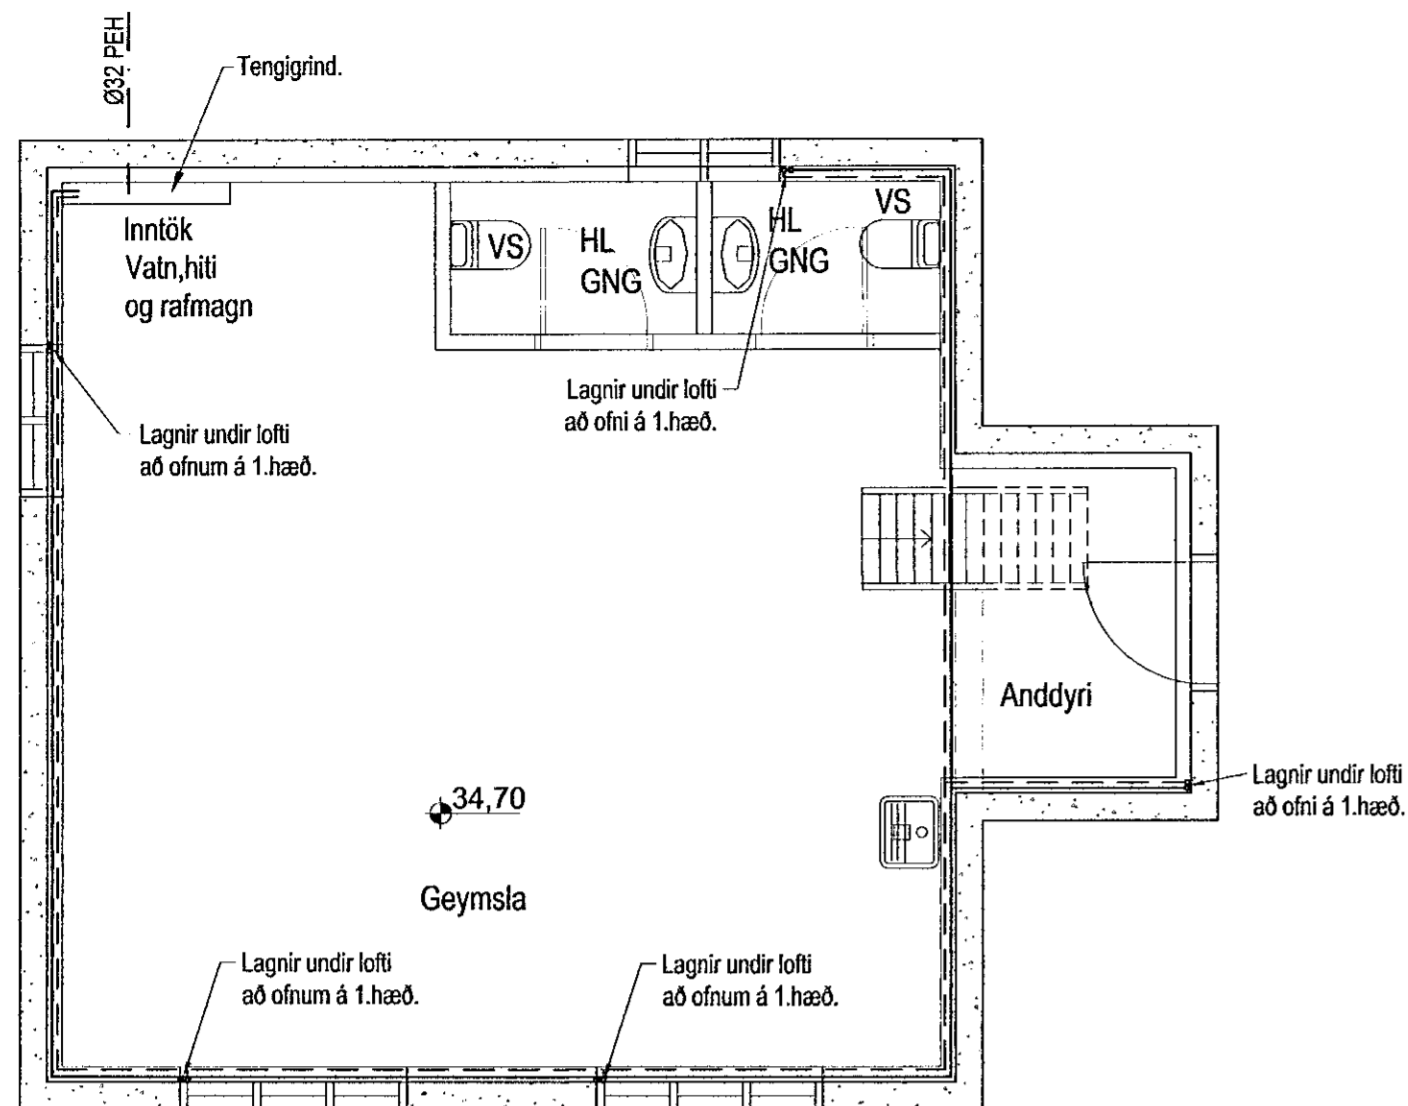 Ø32 PEH
Tengigrind.
Inntök
Vatn,hiti
og rafmagn
VS
HL
GNG
HL
GNG
VS
Lagnir undir lofti
að ofni á 1.hæð.
Lagnir undir lofti
að ofnum á 1.hæð.
Anddyri
Lagnir undir lofti
að ofni á 1.hæð.
34,70
Geymsla
Lagnir undir lofti
að ofnum á 1.hæð.
Lagnir undir lofti
að ofnum á 1.hæð.